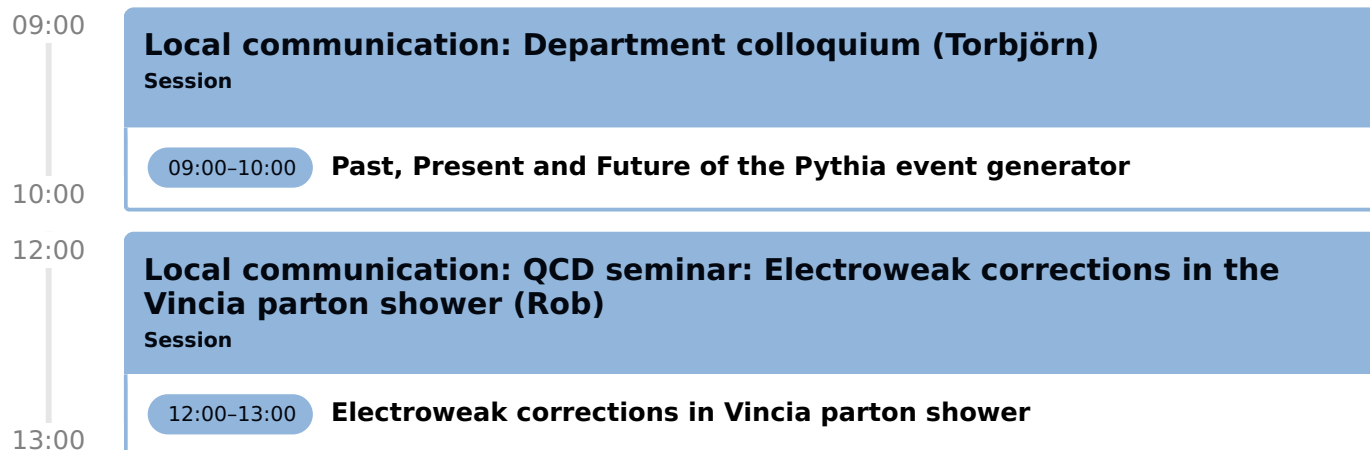 09:00
Local communication: Department colloquium (Torbjörn)
Session
09:00–10:00 Past, Present and Future of the Pythia event generator
10:00
12:00
Local communication: QCD seminar: Electroweak corrections in the
Vincia parton shower (Rob)
Session
12:00–13:00 Electroweak corrections in Vincia parton shower
13:00